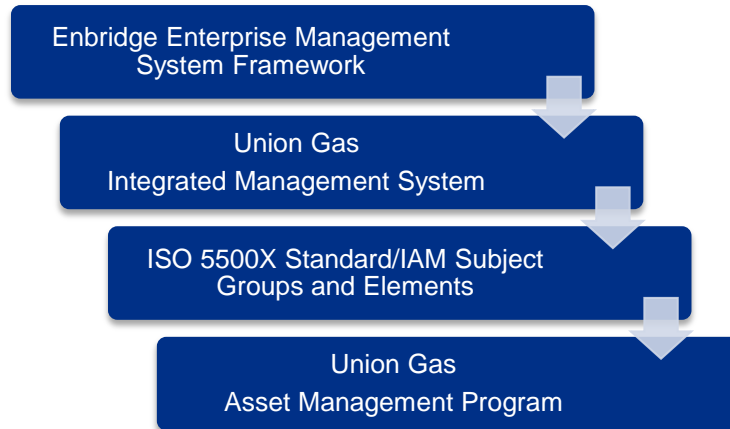 Enbridge Enterprise Management
System Framework
Union Gas
Integrated Management System
ISO 5500X Standard/IAM Subject
Groups and Elements
Union Gas
Asset Management Program